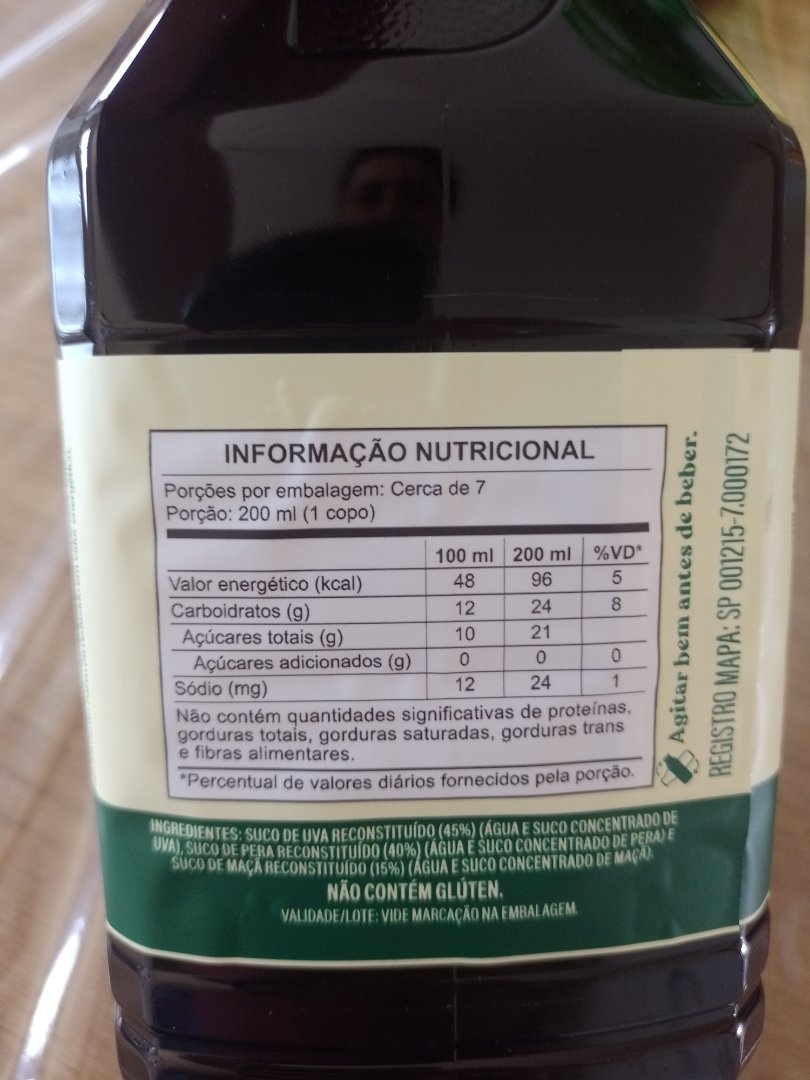 INFORMAÇÃO NUTRICIONAL
Porções por embalagem: Cerca de 7
Porção: 200 ml (1 copo)
100 ml 200 ml %VD*
Valor energético (kcal) 48 96 5
Carboidratos (g) 12 24 8
Açúcares totais (g) 10 21
Açúcares adicionados (g) 0 0 0
Sódio (mg) 12 24 1
Não contém quantidades significativas de proteínas,
gorduras totais, gorduras saturadas, gorduras trans
e fibras alimentares.
*Percentual de valores diários fornecidos pela porção.
Agitar bem antes de beber.
REGISTRO MAPA: SP 001215-7.000172
INGREDIENTES: SUCO DE UVA RECONSTITUÍDO (45%) (ÁGUA E SUCO CONCENTRADO DE
UVA), SUCO DE PERA RECONSTITUÍDO (40%) (ÁGUA E SUCO CONCENTRADO DE PERA) E
SUCO DE MAÇÃ RECONSTITUÍDO (15%) (ÁGUA E SUCO CONCENTRADO DE MAÇÃ).
NÃO CONTÉM GLÚTEN.
VALIDADE/LOTE: VIDE MARCAÇÃO NA EMBALAGEM.